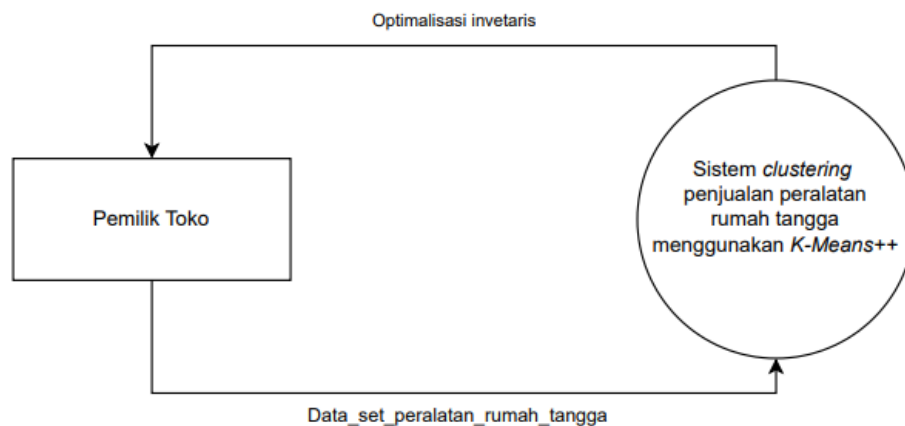 Optimalisasi invetaris
Pemilik Toko
Sistem clustering
penjualan peralatan
rumah tangga
menggunakan K-Means++
Data_set_peralatan_rumah_tangga